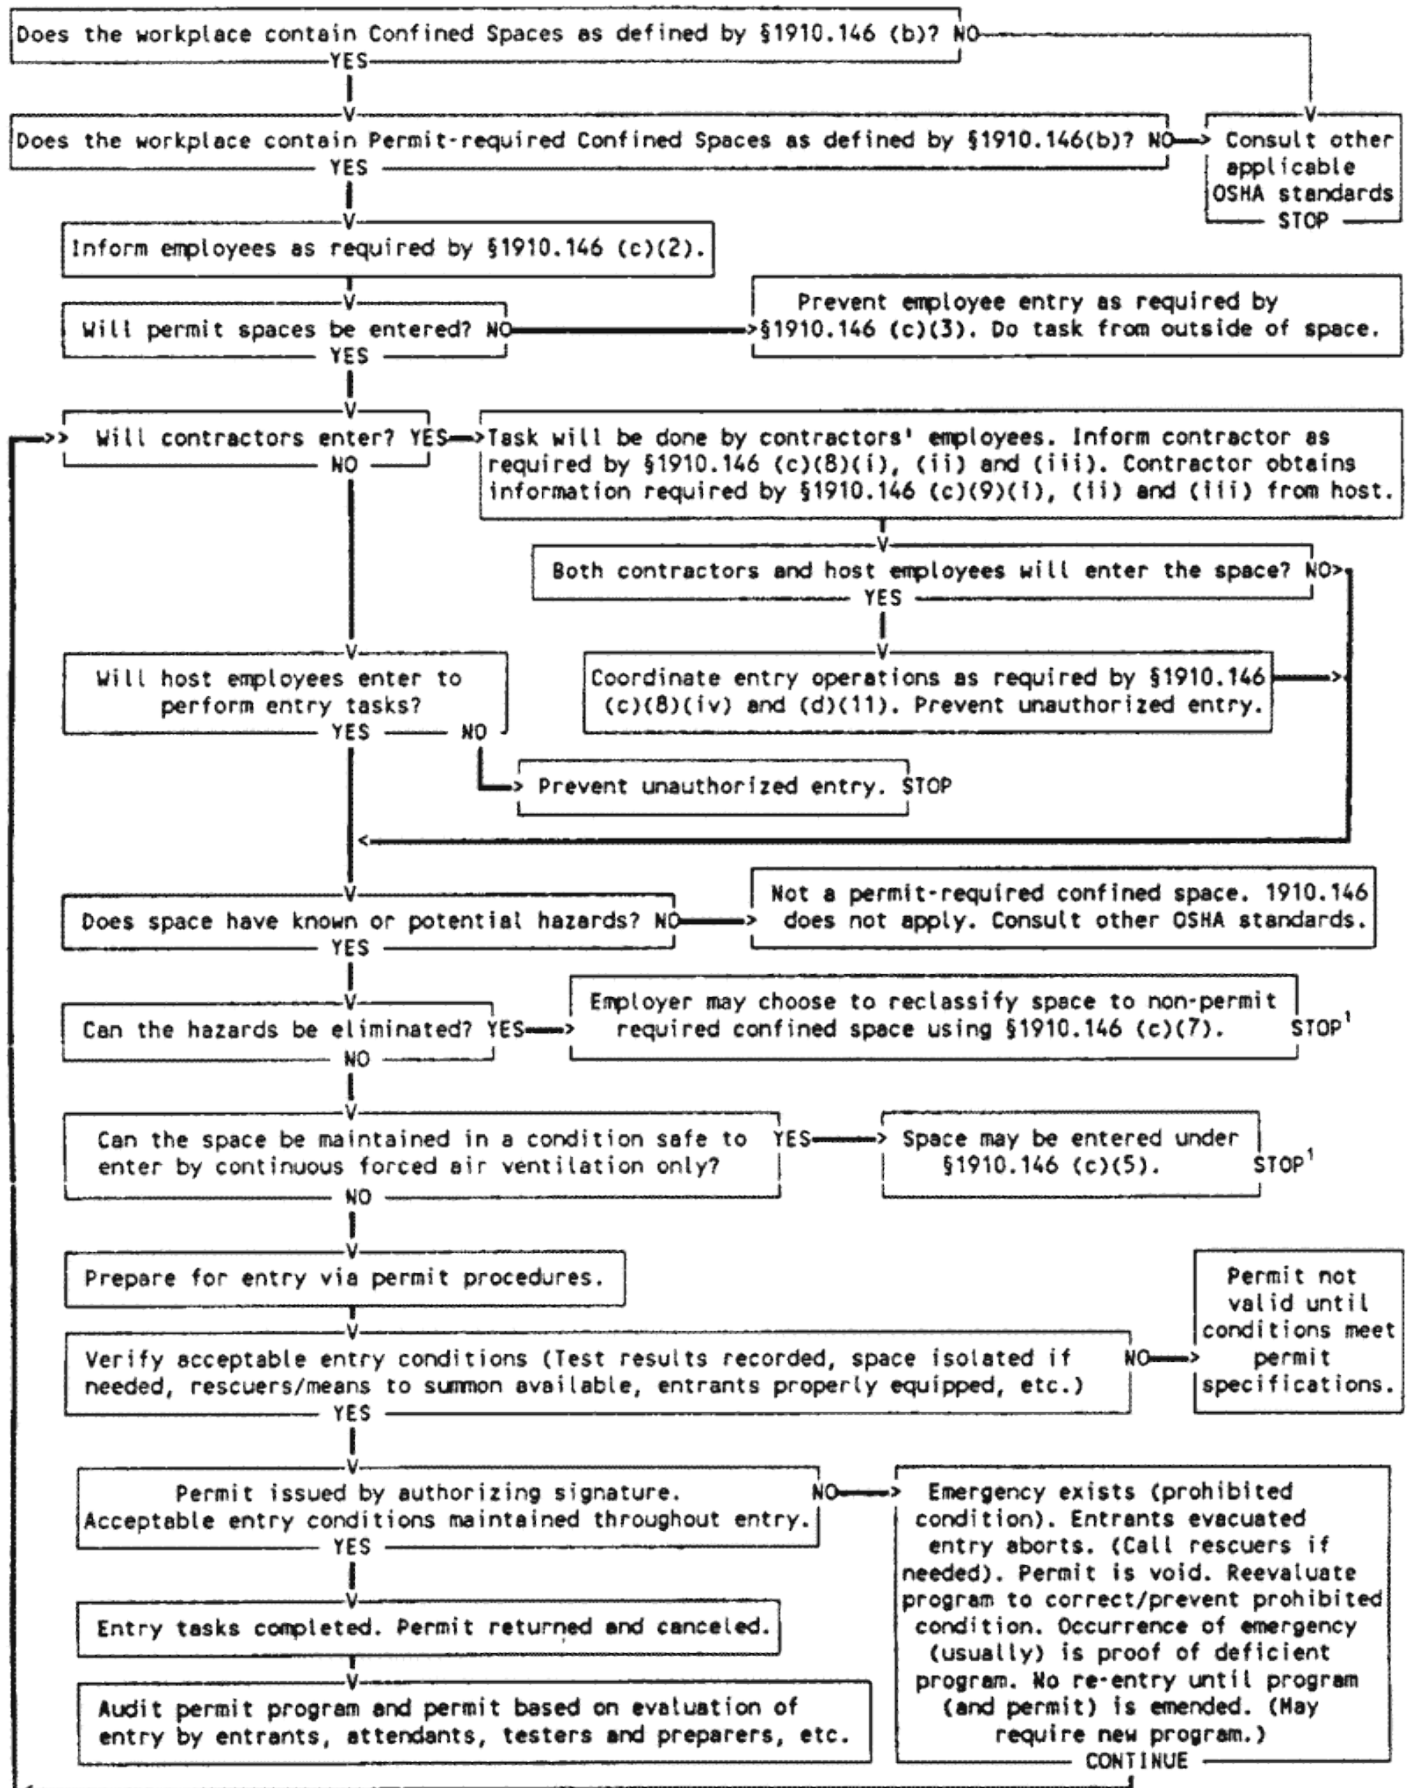 Does the workplace contain Confined Spaces as defined by §1910.146 (b)? NO
YES
Does the workplace contain Permit-required Confined Spaces as defined by §1910.146(b)? NO
YES
Consult other
applicable
OSHA standards
STOP
Inform employees as required by §1910.146 (c)(2).
Will permit spaces be entered? NO
YES
Prevent employee entry as required by
§1910.146 (c)(3). Do task from outside of space.
Will contractors enter? YES
NO
Task will be done by contractors' employees. Inform contractor as
required by §1910.146 (c)(8)(i), (ii) and (iii). Contractor obtains
information required by §1910.146 (c)(9)(i), (ii) and (iii) from host.
Both contractors and host employees will enter the space? NO
YES
Will host employees enter to
perform entry tasks?
YES NO
Coordinate entry operations as required by §1910.146
(c)(8)(iv) and (d)(11). Prevent unauthorized entry.
Prevent unauthorized entry. STOP
Does space have known or potential hazards? NO
YES
Not a permit-required confined space. 1910.146
does not apply. Consult other OSHA standards.
Can the hazards be eliminated? YES
NO
Employer may choose to reclassify space to non-permit
required confined space using §1910.146 (c)(7). STOP¹
Can the space be maintained in a condition safe to YES
enter by continuous forced air ventilation only?
NO
Space may be entered under
§1910.146 (c)(5). STOP¹
Prepare for entry via permit procedures.
Verify acceptable entry conditions (Test results recorded, space isolated if NO
needed, rescuers/means to summon available, entrants properly equipped, etc.)
YES
Permit not
valid until
conditions meet
permit
specifications.
Permit issued by authorizing signature. NO
Acceptable entry conditions maintained throughout entry.
YES
Emergency exists (prohibited
condition). Entrants evacuated
entry aborts. (Call rescuers if
needed). Permit is void. Reevaluate
program to correct/prevent prohibited
condition. Occurrence of emergency
(usually) is proof of deficient
program. No re-entry until program
(and permit) is emended. (May
require new program.)
CONTINUE
Entry tasks completed. Permit returned and canceled.
Audit permit program and permit based on evaluation of
entry by entrants, attendants, testers and preparers, etc.